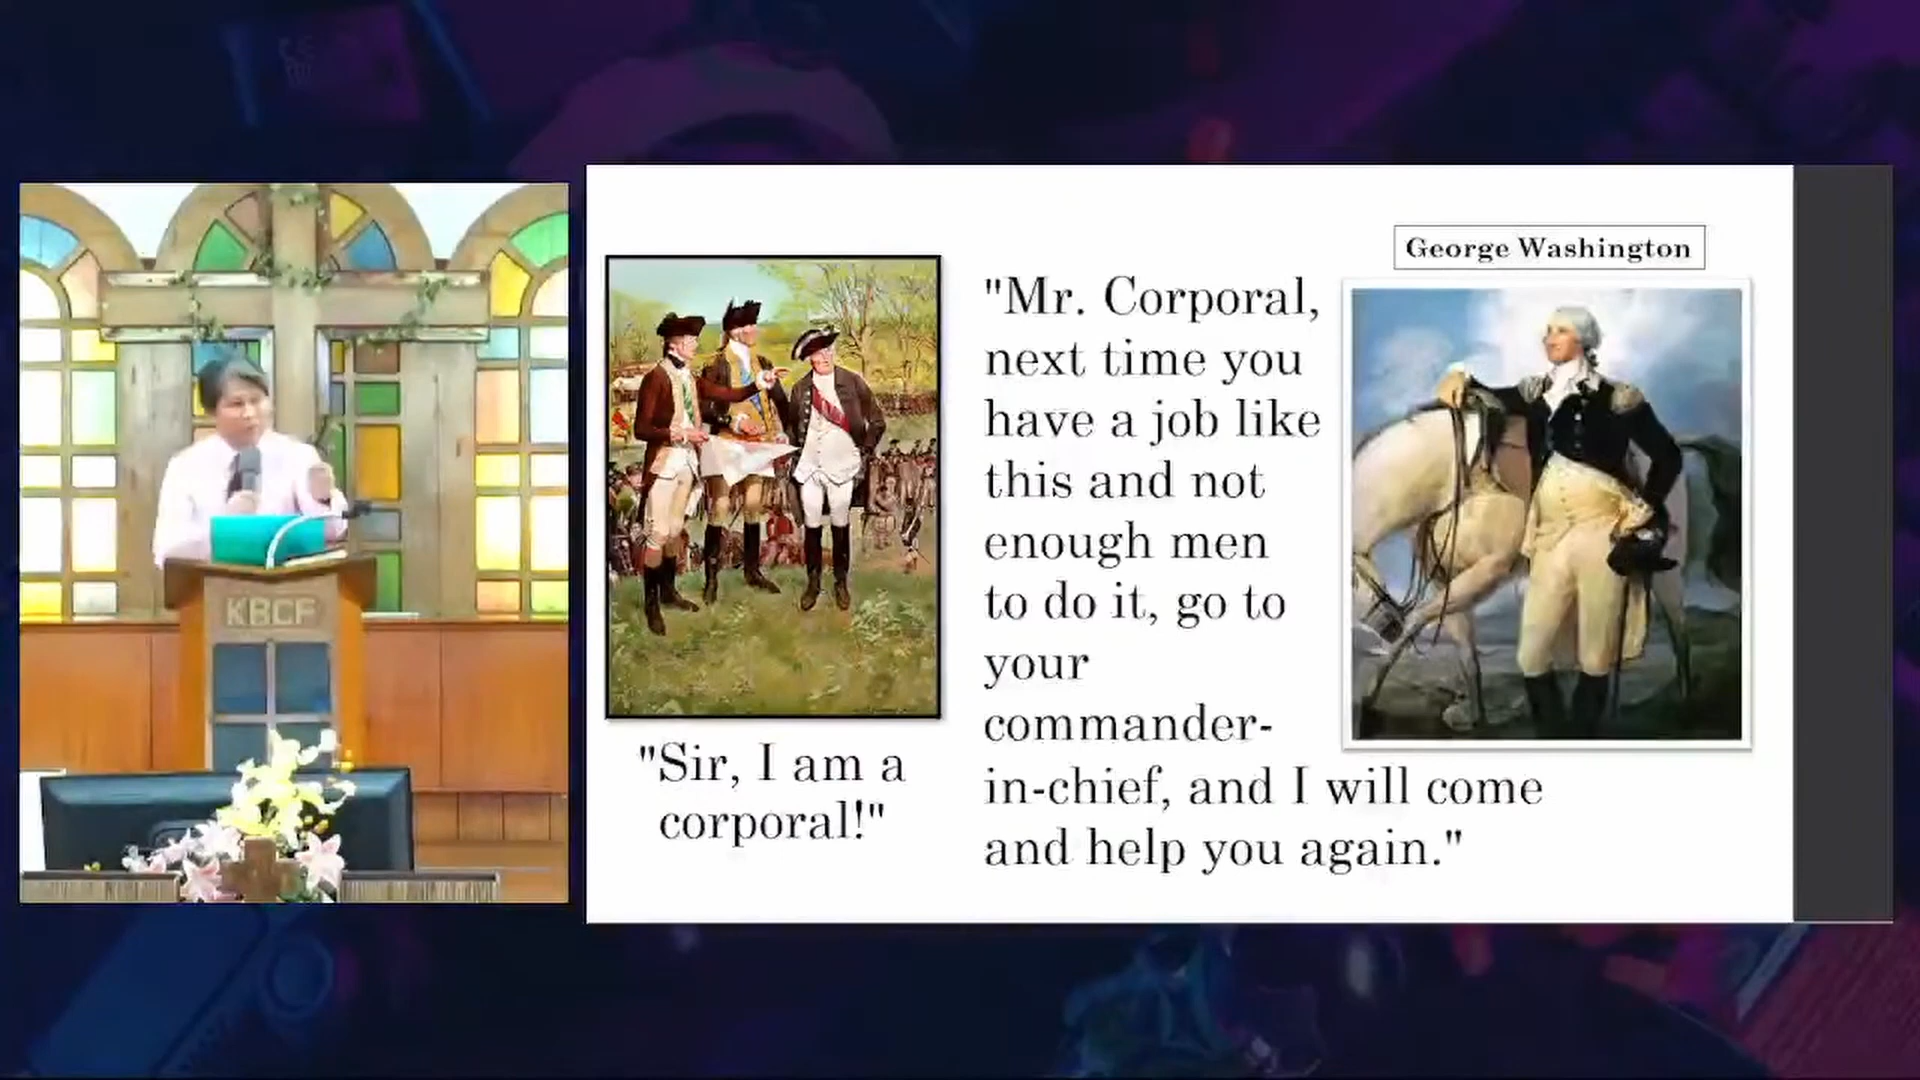 KBCF
"Sir, I am a
corporal!"
"Mr. Corporal,
next time you
have a job like
this and not
enough men
to do it, go to
your
commander-
in-chief, and I will come
and help you again."
George Washington